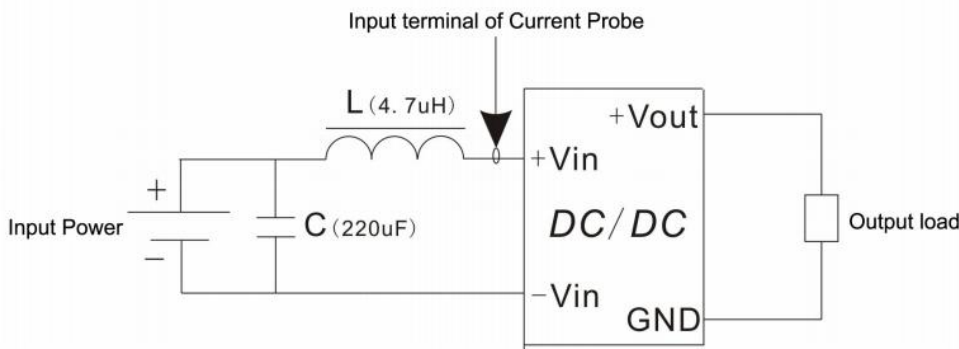 Input terminal of Current Probe
L(4.7uH)
+Vout
+Vin
+
Input Power
C(220uF)
DC/DC
Output load
−
−Vin
GND